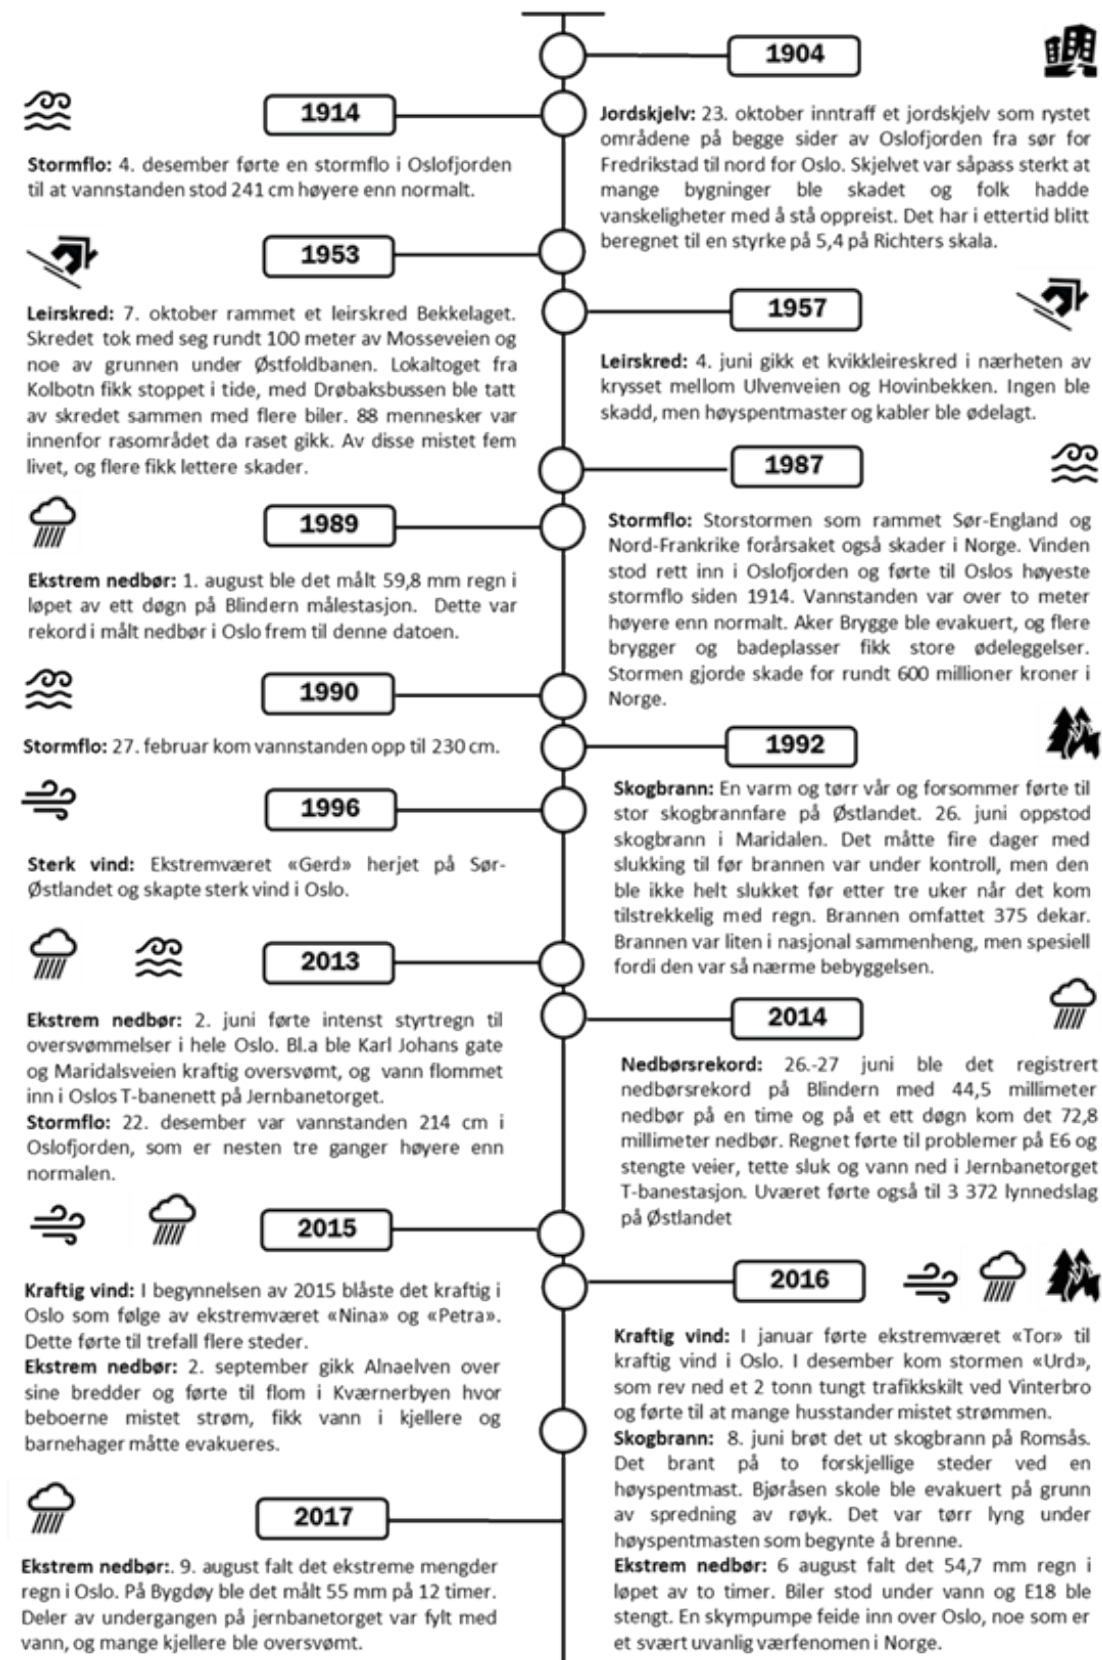 1904
Jordskjelv: 23. oktober inntraff et jordskjelv som rystet
områdene på begge sider av Oslofjorden fra sør for
Fredrikstad til nord for Oslo. Skjelvet var såpass sterkt at
mange bygninger ble skadet og folk hadde
vanskeligheter med å stå oppreist. Det har i ettertid blitt
beregnet til en styrke på 5,4 på Richters skala.
1914
Stormflo: 4. desember førte en stormflo i Oslofjorden
til at vannstanden stod 241 cm høyere enn normalt.
1953
Leirskred: 7. oktober rammet et leirskred Bekkelaget.
Skredet tok med seg rundt 100 meter av Mosseveien og
noe av grunnen under Østfoldbanen. Lokaltoget fra
Kolbotn fikk stoppet i tide, med Drøbaksbussen ble tatt
av skredet sammen med flere biler. 88 mennesker var
innenfor rasområdet da raset gikk. Av disse mistet fem
livet, og flere fikk lettere skader.
1957
Leirskred: 4. juni gikk et kvikkleireskred i nærheten av
krysset mellom Ulvenveien og Hovinbekken. Ingen ble
skadd, men høyspentmaster og kabler ble ødelagt.
1987
Stormflo: Storstormen som rammet Sør-England og
Nord-Frankrike forårsaket også skader i Norge. Vinden
stod rett inn i Oslofjorden og førte til Oslos høyeste
stormflo siden 1914. Vannstanden var over to meter
høyere enn normalt. Aker Brygge ble evakuert, og flere
brygger og badeplasser fikk store ødeleggelser.
Stormen gjorde skade for rundt 600 millioner kroner i
Norge.
1989
Ekstrem nedbør: 1. august ble det målt 59,8 mm regn i
løpet av ett døgn på Blindern målestasjon. Dette var
rekord i målt nedbør i Oslo frem til denne datoen.
1990
Stormflo: 27. februar kom vannstanden opp til 230 cm.
1992
Skogbrann: En varm og tørr vår og forsommer førte til
stor skogbrannfare på Østlandet. 26. juni oppstod
skogbrann i Maridalen. Det måtte fire dager med
slukking til før brannen var under kontroll, men den
ble ikke helt slukket før etter tre uker når det kom
tilstrekkelig med regn. Brannen omfattet 375 dekar.
Brannen var liten i nasjonal sammenheng, men spesiell
fordi den var så nærme bebyggelsen.
1996
Sterk vind: Ekstremværet «Gerd» herjet på Sør-
Østlandet og skapte sterk vind i Oslo.
2013
Ekstrem nedbør: 2. juni førte intenst styrtregn til
oversvømmelser i hele Oslo. Bl.a ble Karl Johans gate
og Maridalsveien kraftig oversvømt, og vann flommet
inn i Oslos T-banenett på Jernbanetorget.
Stormflo: 22. desember var vannstanden 214 cm i
Oslofjorden, som er nesten tre ganger høyere enn
normalen.
2014
Nedbørsrekord: 26.-27 juni ble det registrert
nedbørsrekord på Blindern med 44,5 millimeter
nedbør på en time og på et ett døgn kom det 72,8
millimeter nedbør. Regnet førte til problemer på E6 og
stengte veier, tette sluk og vann ned i Jernbanetorget
T-banestasjon. Uværet førte også til 3 372 lynnedslag
på Østlandet
2015
Kraftig vind: I begynnelsen av 2015 blåste det kraftig i
Oslo som følge av ekstremværet «Nina» og «Petra».
Dette førte til trefall flere steder.
Ekstrem nedbør: 2. september gikk Alnaelven over
sine bredder og førte til flom i Kværnerbyen hvor
beboerne mistet strøm, fikk vann i kjellere og
barnehager måtte evakueres.
2016
Kraftig vind: I januar førte ekstremværet «Tor» til
kraftig vind i Oslo. I desember kom stormen «Urd»,
som rev ned et 2 tonn tungt trafikkskilt ved Vinterbro
og førte til at mange husstander mistet strømmen.
Skogbrann: 8. juni brøt det ut skogbrann på Romsås.
Det brant på to forskjellige steder ved en
høyspentmast. Bjøråsen skole ble evakuert på grunn
av spredning av røyk. Det var tørr lyng under
høyspentmasten som begynte å brenne.
Ekstrem nedbør: 6 august falt det 54,7 mm regn i
løpet av to timer. Biler stod under vann og E18 ble
stengt. En skympumpe feide inn over Oslo, noe som er
et svært uvanlig værfenomen i Norge.
2017
Ekstrem nedbør:. 9. august falt det ekstreme mengder
regn i Oslo. På Bygdøy ble det målt 55 mm på 12 timer.
Deler av undergangen på jernbanetorget var fylt med
vann, og mange kjellere ble oversvømt.